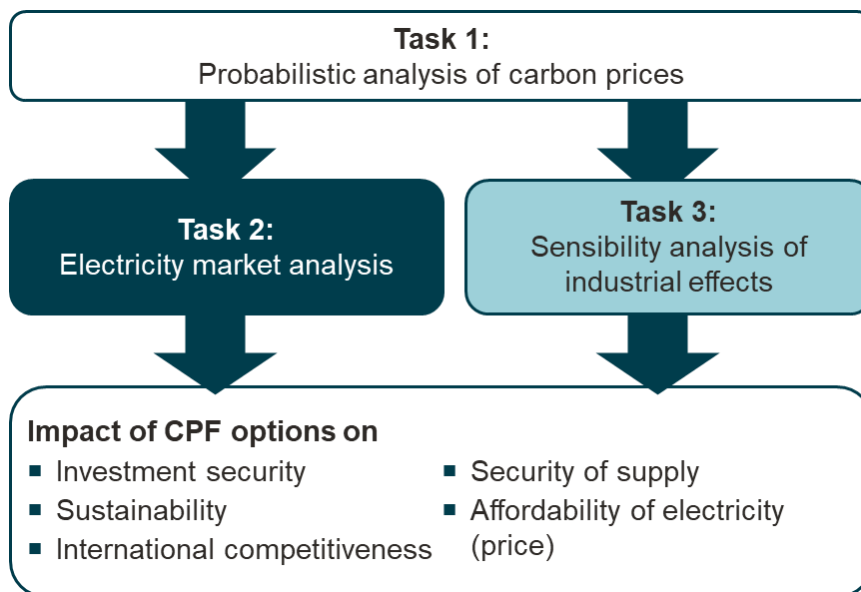 Task 1:
Probabilistic analysis of carbon prices
Task 2:
Electricity market analysis
Task 3:
Sensibility analysis of
industrial effects
Impact of CPF options on
▪ Investment security
▪ Sustainability
▪ International competitiveness
▪ Security of supply
▪ Affordability of electricity
(price)